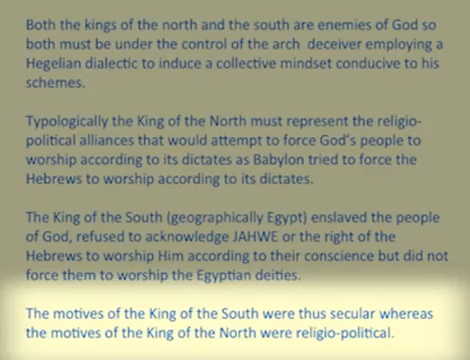 Both the kings of the north and the south are enemies of God so
both must be under the control of the arch deceiver employing a
Hegelian dialectic to induce a collective mindset conducive to his
schemes.
Typologically the King of the North must represent the religio-
political alliances that would attempt to force God's people to
worship according to its dictates as Babylon tried to force the
Hebrews to worship according to its dictates.
The King of the South (geographically Egypt) enslaved the people
of God, refused to acknowledge JAHWE or the right of the
Hebrews to worship Him according to their conscience but did not
force them to worship the Egyptian deities.
The motives of the King of the South were thus secular whereas
the motives of the King of the North were religio-political.